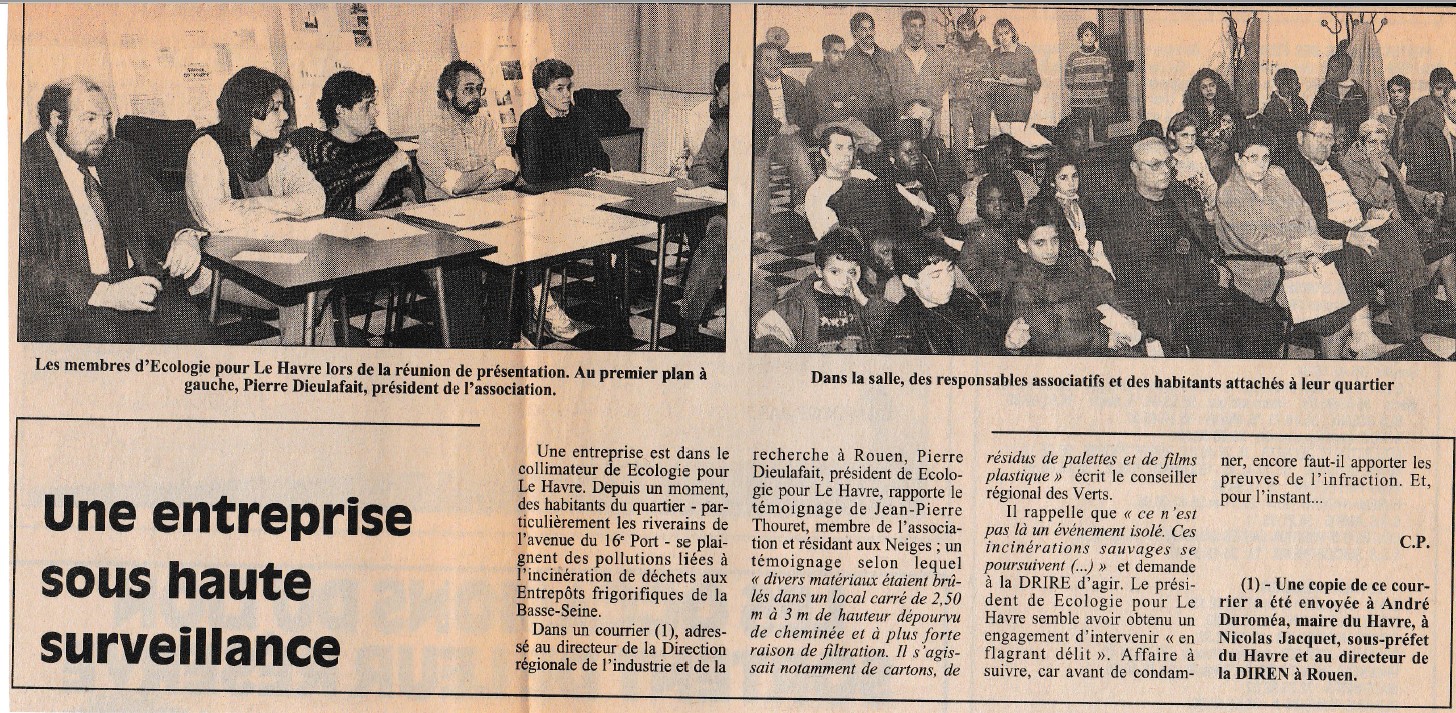 Les membres d'Ecologie pour Le Havre lors de la réunion de présentation. Au premier plan à
gauche, Pierre Dieulafait, président de l'association.
Dans la salle, des responsables associatifs et des habitants attachés à leur quartier
Une entreprise
sous haute
surveillance
Une entreprise est dans le
collimateur de Ecologie pour
Le Havre. Depuis un moment,
des habitants du quartier - par-
ticulièrement les riverains de
l'avenue du 16e Port - se plai-
gnent des pollutions liées à
l'incinération de déchets aux
Entrepôts frigorifiques de la
Basse-Seine.
Dans un courrier (1), adres-
sé au directeur de la Direction
régionale de l'industrie et de la
recherche à Rouen, Pierre
Dieulafait, président de Ecolo-
gie pour Le Havre, rapporte le
témoignage de Jean-Pierre
Thouret, membre de l'associa-
tion et résidant aux Neiges ; un
témoignage selon lequel
« divers matériaux étaient brû-
lés dans un local carré de 2,50
m à 3 m de hauteur dépourvu
de cheminée et à plus forte
raison de filtration. Il s'agis-
sait notamment de cartons, de
résidus de palettes et de films
plastique » écrit le conseiller
régional des Verts.
Il rappelle que « ce n'est
pas là un événement isolé. Ces
incinérations sauvages se
poursuivent (...) » et demande
à la DRIRE d'agir. Le prési-
dent de Ecologie pour Le
Havre semble avoir obtenu un
engagement d'intervenir « en
flagrant délit ». Affaire à
suivre, car avant de condam-
ner, encore faut-il apporter les
preuves de l'infraction. Et,
pour l'instant...
C.P.
(1) - Une copie de ce cour-
rier a été envoyée à André
Duroméa, maire du Havre, à
Nicolas Jacquet, sous-préfet
du Havre et au directeur de
la DIREN à Rouen.